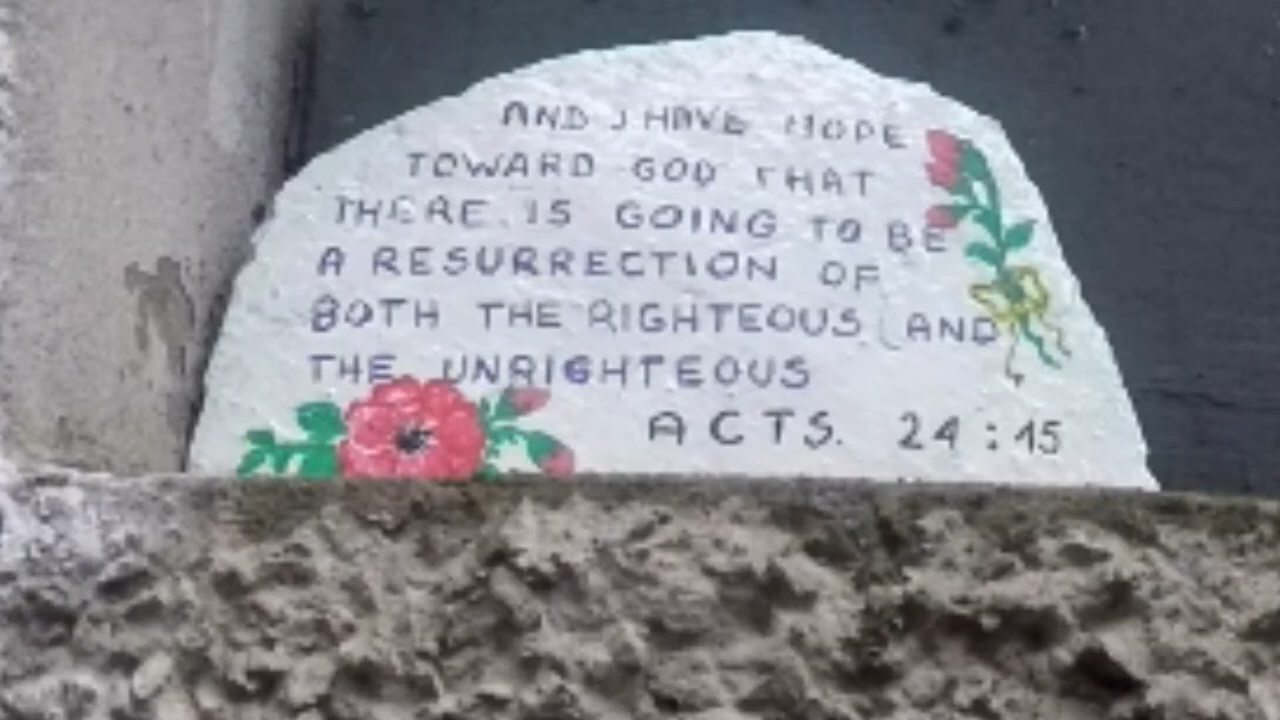 AND I HAVE HOPE
TOWARD GOD THAT
THERE IS GOING TO BE
A RESURRECTION OF
BOTH THE RIGHTEOUS AND
THE UNRIGHTEOUS
ACTS. 24:15